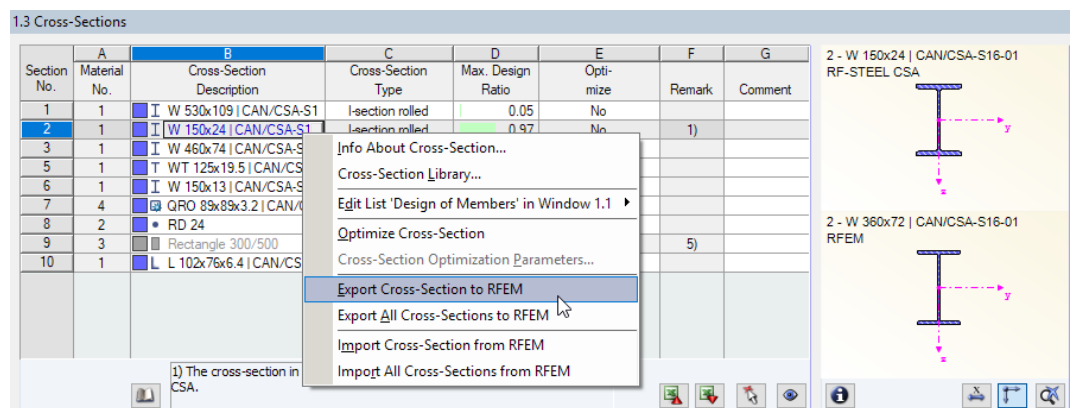 1.3 Cross-Sections
A B C D E F G
Section Material Cross-Section Cross-Section Max. Design Opti-
No. No. Description Type Ratio mize Remark Comment
1 1 W 530x109 | CAN/CSA-S1 I-section rolled 0.05 No
2 1 W 150x24 | CAN/CSA-S1 I-section rolled 0.97 No 1)
3 1 W 460x74 | CAN/CSA-S
5 1 WT 125x19.5 | CAN/CS
6 1 W 150x13 | CAN/CSA-S
7 4 QRO 89x89x3.2 | CAN/
8 2 RD 24
9 3 Rectangle 300/500 5)
10 1 L 102x76x6.4 | CAN/CS
Info About Cross-Section...
Cross-Section Library...
Edit List 'Design of Members' in Window 1.1
Optimize Cross-Section
Cross-Section Optimization Parameters...
Export Cross-Section to RFEM
Export All Cross-Sections to RFEM
Import Cross-Section from RFEM
Import All Cross-Sections from RFEM
1) The cross-section in
CSA.
2 - W 150x24 | CAN/CSA-S16-01
RF-STEEL CSA
y
z
2 - W 360x72 | CAN/CSA-S16-01
RFEM
y
z
x